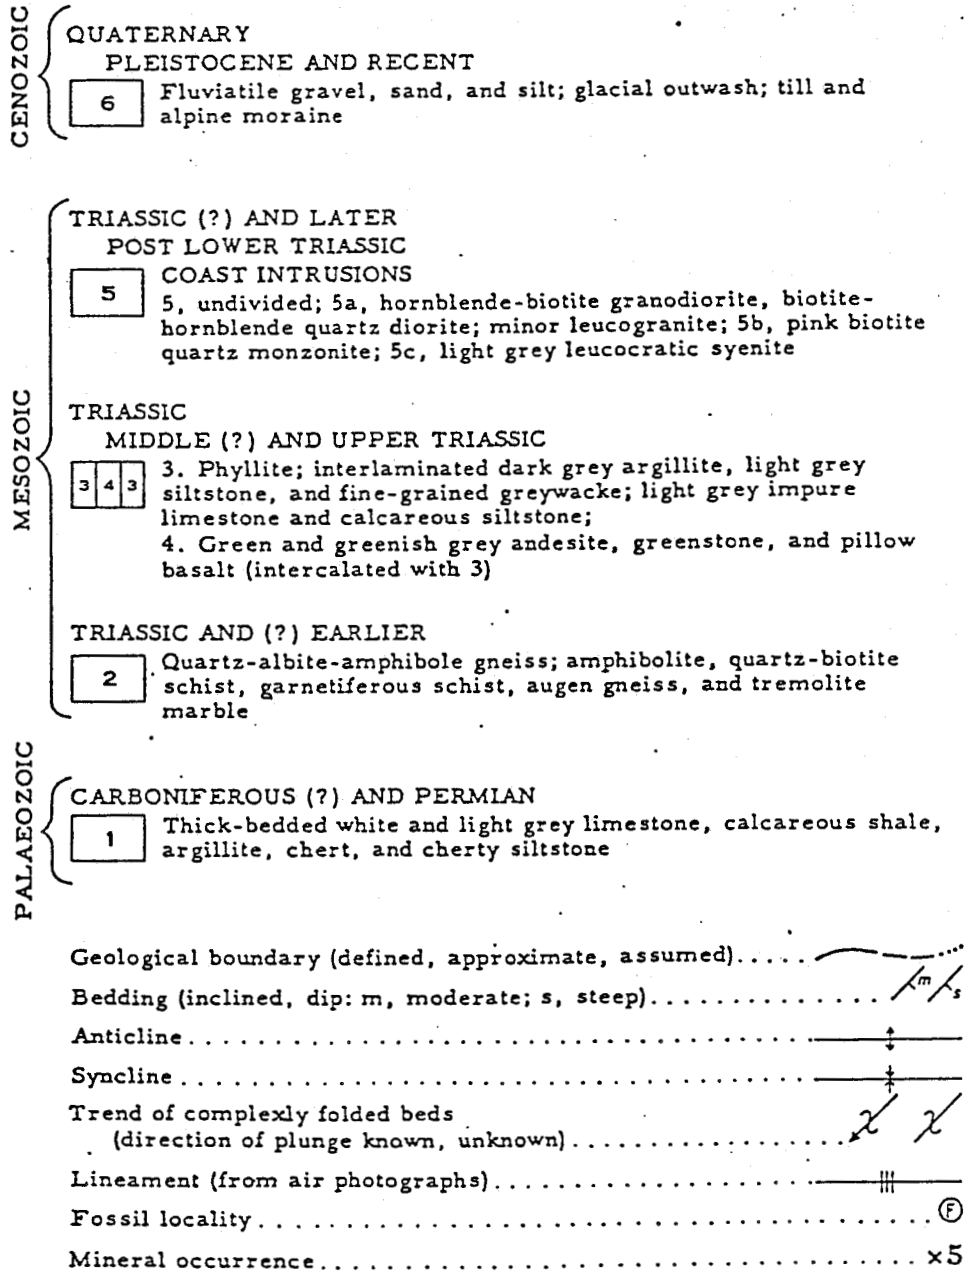 CENOZOIC
QUATERNARY
PLEISTOCENE AND RECENT
6
Fluviatile gravel, sand, and silt; glacial outwash; till and
alpine moraine
MESOZOIC
TRIASSIC (?) AND LATER
POST LOWER TRIASSIC
COAST INTRUSIONS
5
5, undivided; 5a, hornblende-biotite granodiorite, biotite-
hornblende quartz diorite; minor leucogranite; 5b, pink biotite
quartz monzonite; 5c, light grey leucocratic syenite
TRIASSIC
MIDDLE (?) AND UPPER TRIASSIC
3 4 3
3. Phyllite; interlaminated dark grey argillite, light grey
siltstone, and fine-grained greywacke; light grey impure
limestone and calcareous siltstone;
4. Green and greenish grey andesite, greenstone, and pillow
basalt (intercalated with 3)
TRIASSIC AND (?) EARLIER
2
Quartz-albite-amphibole gneiss; amphibolite, quartz-biotite
schist, garnetiferous schist, augen gneiss, and tremolite
marble
PALAEOZOIC
CARBONIFEROUS (?) AND PERMIAN
1
Thick-bedded white and light grey limestone, calcareous shale,
argillite, chert, and cherty siltstone
Geological boundary (defined, approximate, assumed).....
Bedding (inclined, dip: m, moderate; s, steep).............. m s
Anticline.......................................
Syncline.......................................
Trend of complexly folded beds
(direction of plunge known, unknown)................
Lineament (from air photographs)....................
Fossil locality.......................................... F
Mineral occurrence..................................... x5